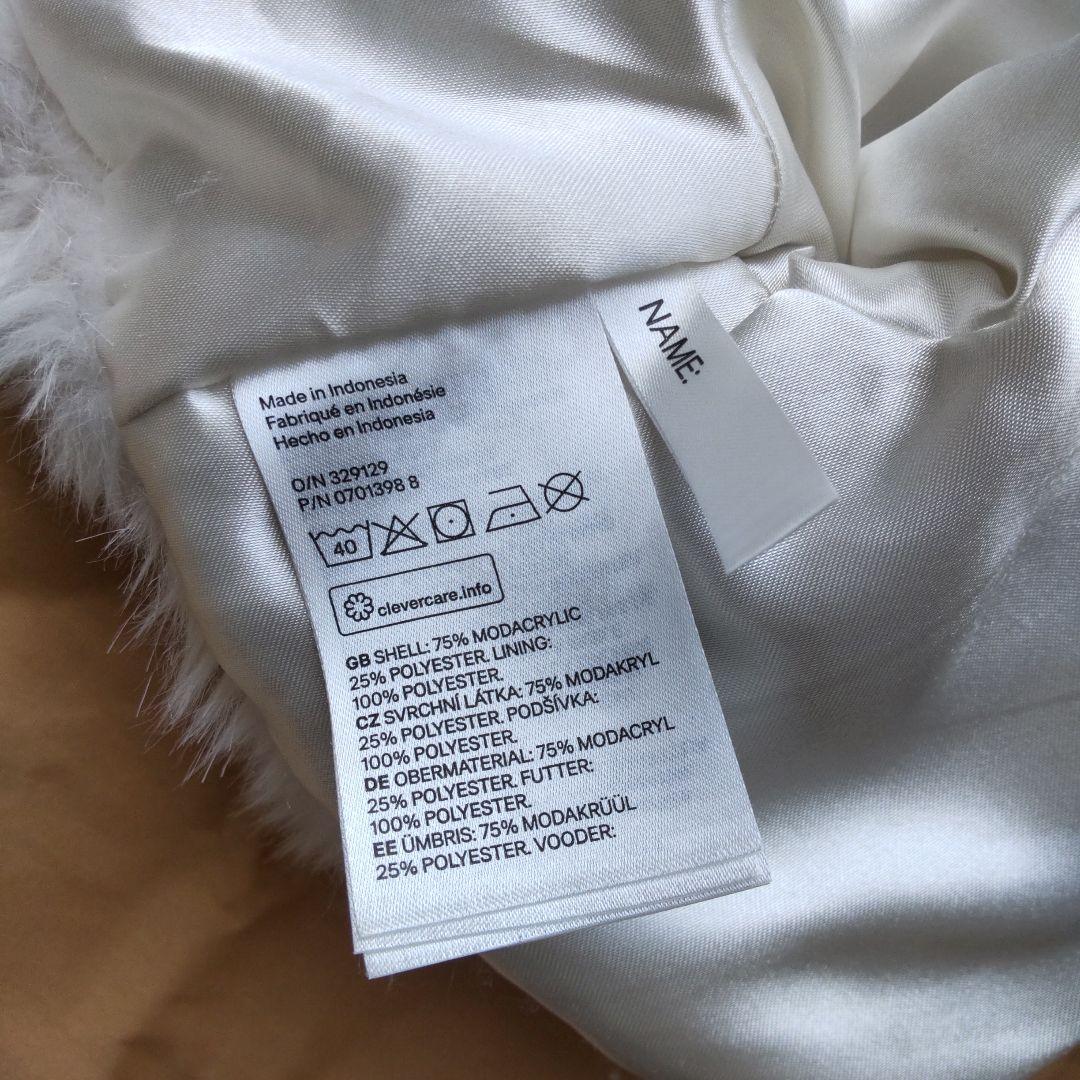 Made in Indonesia
Fabriqué en Indonésie
Hecho en Indonesia
O/N 329129
P/N 0701398 8
40
clevercare.info
GB SHELL: 75% MODACRYLIC
25% POLYESTER. LINING:
100% POLYESTER.
CZ SVRCHNÍ LÁTKA: 75% MODAKRYL
25% POLYESTER. PODŠÍVKA:
100% POLYESTER.
DE OBERMATERIAL: 75% MODACRYL
25% POLYESTER. FUTTER:
100% POLYESTER.
EE ÜMBRIS: 75% MODAKRÜÜL
25% POLYESTER. VOODER:
NAME: